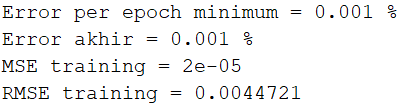 Error per epoch minimum = 0.001 %
Error akhir = 0.001 %
MSE training = 2e-05
RMSE training = 0.0044721